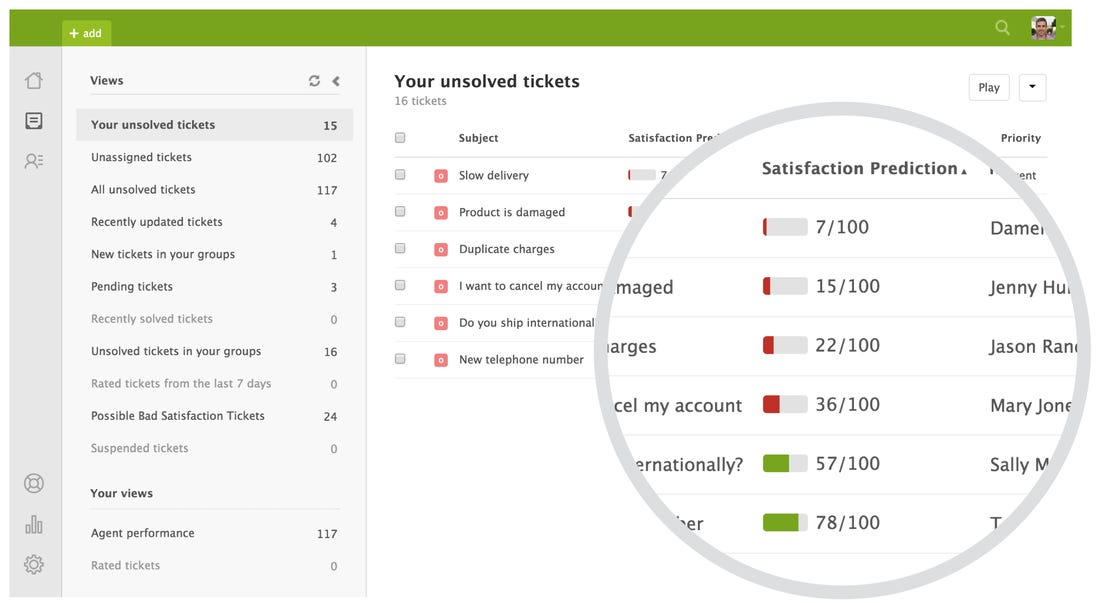 + add
Views
Your unsolved tickets 15
Unassigned tickets 102
All unsolved tickets 117
Recently updated tickets 4
New tickets in your groups 1
Pending tickets 3
Recently solved tickets 0
Unsolved tickets in your groups 16
Rated tickets from the last 7 days 0
Possible Bad Satisfaction Tickets 24
Suspended tickets 0
Your views
Agent performance 117
Rated tickets 0
Your unsolved tickets
16 tickets
Play
Subject Satisfaction Priority
o Slow delivery 7
o Product is damaged
o Duplicate charges
o I want to cancel my accoun
o Do you ship international
o New telephone number
Satisfaction Prediction
7/100 Damer
maged 15/100 Jenny Hu
arges 22/100 Jason Ran
cel my account 36/100 Mary Jone
ernationally? 57/100 Sally M
ber 78/100 T